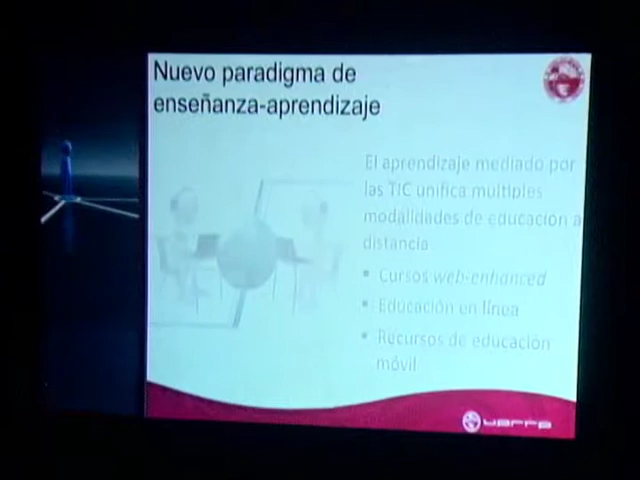 Nuevo paradigma de
enseñanza-aprendizaje
El aprendizaje mediado por
las TIC unifica múltiples
modalidades de educación a
distancia
▪ Cursos web-enhanced
▪ Educación en línea
▪ Recursos de educación
móvil